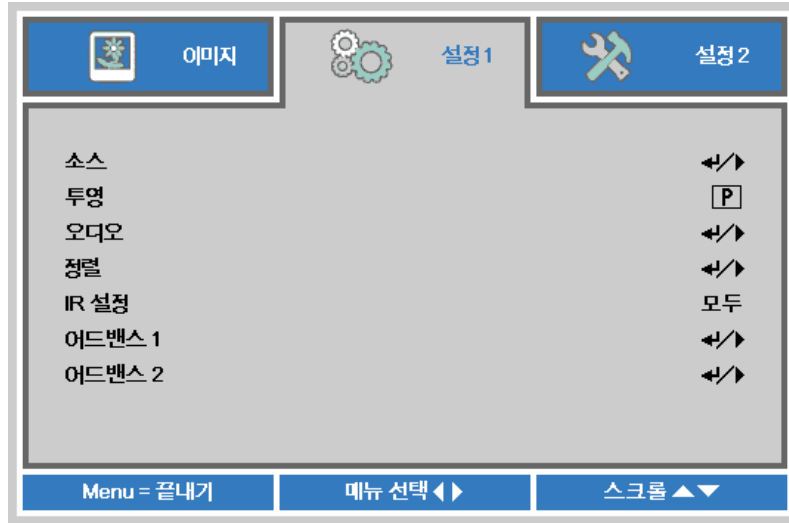 이미지
설정 1
설정 2
소스
투영 P
오디오
정렬
IR 설정 모두
어드밴스 1
어드밴스 2
Menu = 끝내기
메뉴 선택
스크롤